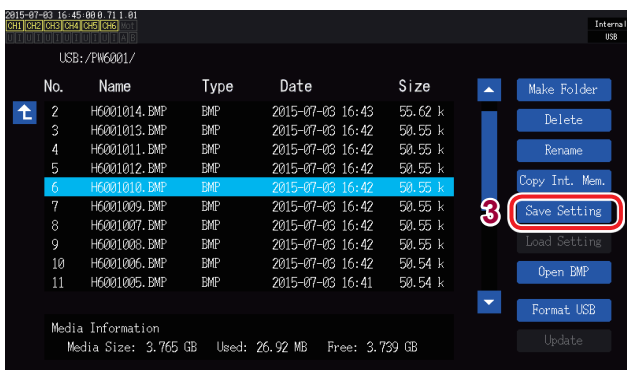 2015-07-03 16:45:00 0.71 1.01
CH1 CH2 CH3 CH4 CH5 CH6 Mot
U I U I U I U I U I U I A B
Internal
USB
USB:/PW6001/
No. Name Type Date Size
2 H6001014.BMP BMP 2015-07-03 16:43 55.62 k
3 H6001013.BMP BMP 2015-07-03 16:42 50.55 k
4 H6001011.BMP BMP 2015-07-03 16:42 50.55 k
5 H6001012.BMP BMP 2015-07-03 16:42 50.55 k
6 H6001010.BMP BMP 2015-07-03 16:42 50.55 k
7 H6001009.BMP BMP 2015-07-03 16:42 50.55 k
8 H6001007.BMP BMP 2015-07-03 16:42 50.55 k
9 H6001008.BMP BMP 2015-07-03 16:42 50.55 k
10 H6001006.BMP BMP 2015-07-03 16:42 50.54 k
11 H6001005.BMP BMP 2015-07-03 16:41 50.54 k
Make Folder
Delete
Rename
Copy Int. Mem.
3 Save Setting
Load Setting
Open BMP
Format USB
Update
Media Information
Media Size: 3.765 GB Used: 26.92 MB Free: 3.739 GB